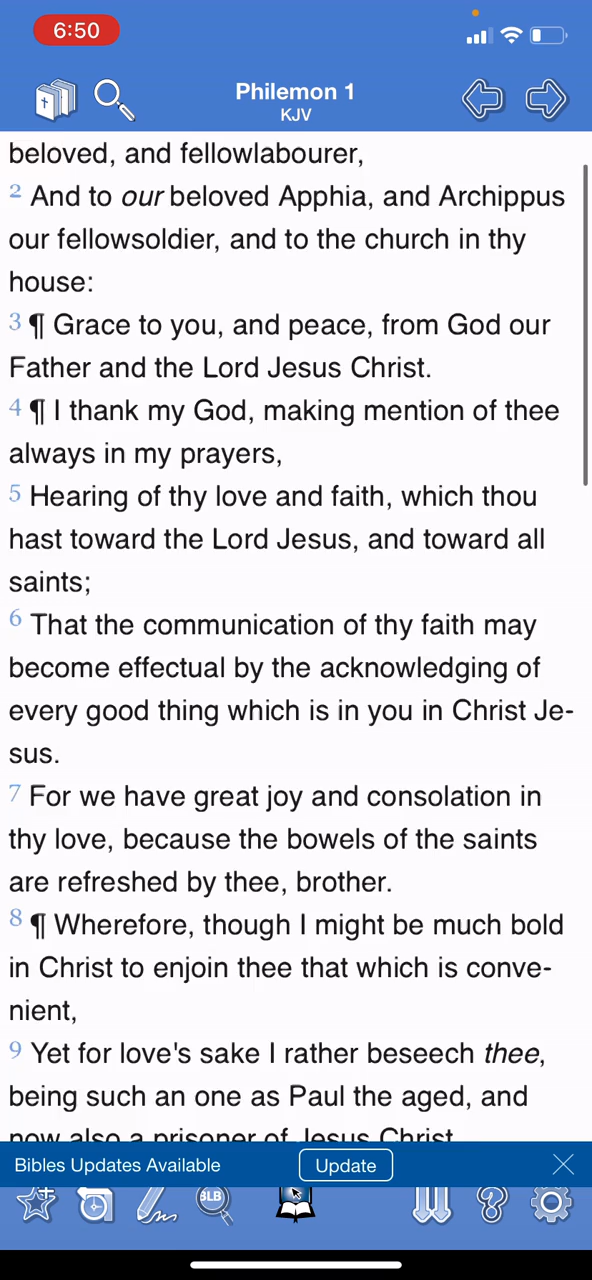 6:50
Philemon 1
KJV
beloved, and fellowlabourer,
2 And to our beloved Apphia, and Archippus
our fellowsoldier, and to the church in thy
house:
3 ¶ Grace to you, and peace, from God our
Father and the Lord Jesus Christ.
4 ¶ I thank my God, making mention of thee
always in my prayers,
5 Hearing of thy love and faith, which thou
hast toward the Lord Jesus, and toward all
saints;
6 That the communication of thy faith may
become effectual by the acknowledging of
every good thing which is in you in Christ Je-
sus.
7 For we have great joy and consolation in
thy love, because the bowels of the saints
are refreshed by thee, brother.
8 ¶ Wherefore, though I might be much bold
in Christ to enjoin thee that which is conve-
nient,
9 Yet for love's sake I rather beseech thee,
being such an one as Paul the aged, and
now also a prisoner of Jesus Christ
Bibles Updates Available
Update
BLB